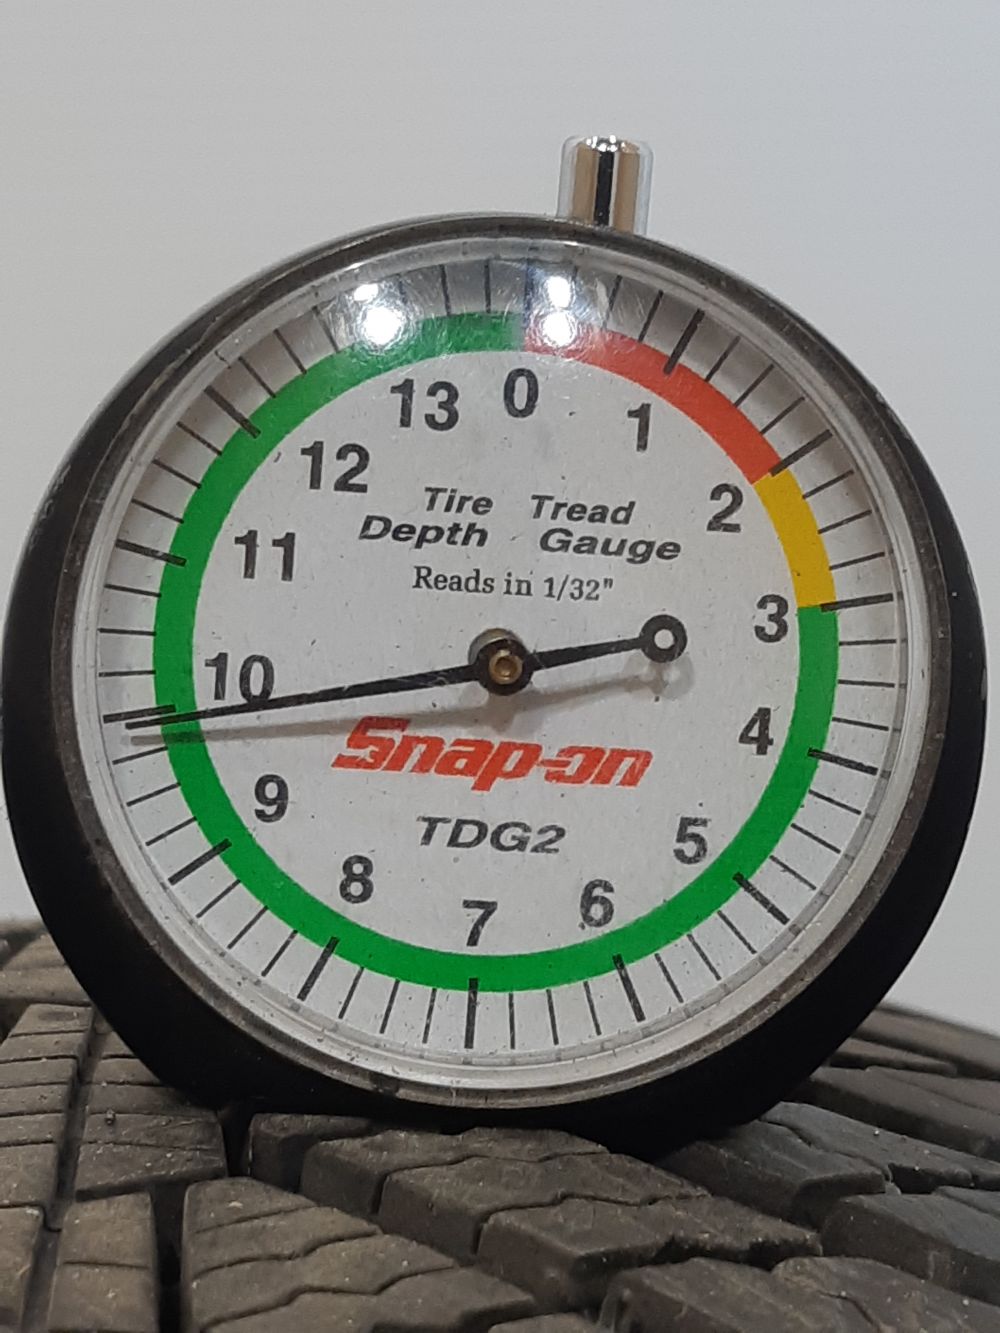 0
1
2
3
4
5
6
7
8
9
10
11
12
13
Tire Tread
Depth Gauge
Reads in 1/32"
Snap-on
TDG2